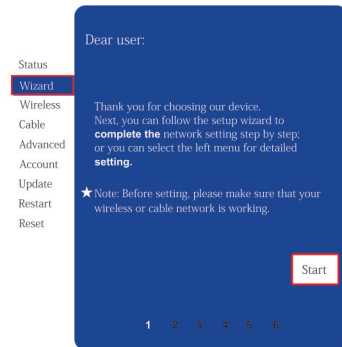 Dear user:
Status
Wizard
Wireless
Cable
Advanced
Account
Update
Restart
Reset
Thank you for choosing our device.
Next, you can follow the setup wizard to
complete the network setting step by step;
or you can select the left menu for detailed
setting.
★Note: Before setting, please make sure that your
wireless or cable network is working.
Start
1 2 3 4 5 6